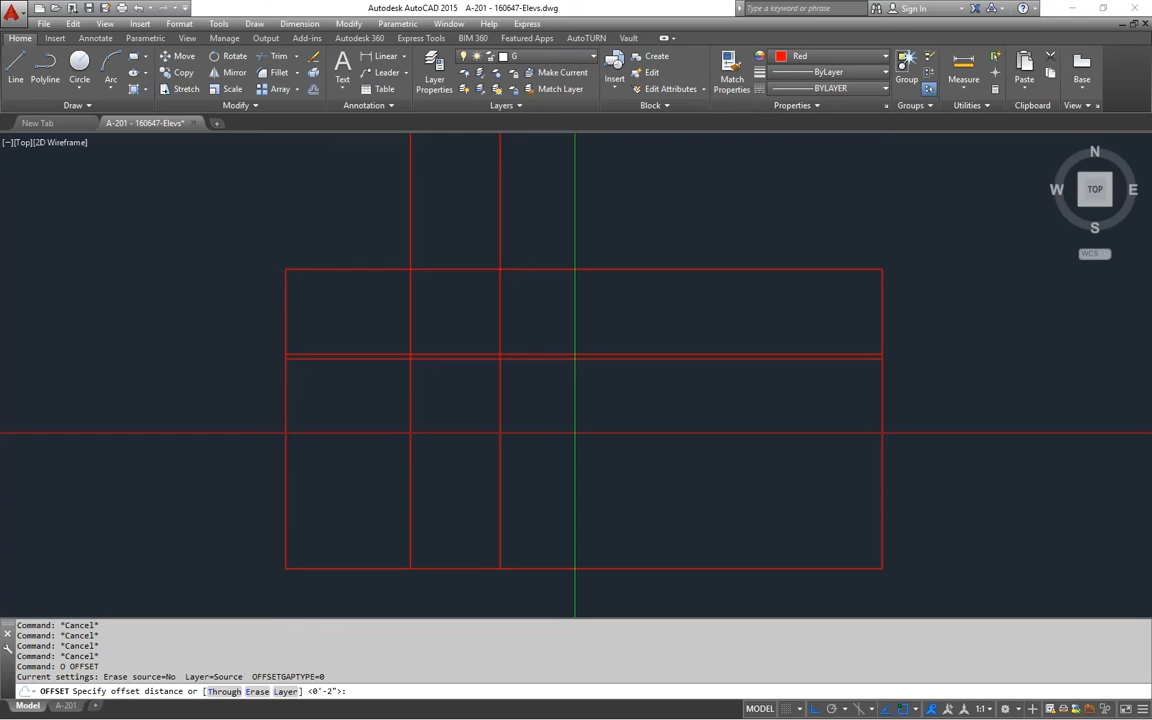 Autodesk AutoCAD 2015 A-201 - 160647-Elevs.dwg
Type a keyword or phrase
Sign In
File Edit View Insert Format Tools Draw Dimension Modify Parametric Window Help Express
Home Insert Annotate Parametric View Manage Output Add-ins Autodesk 360 Express Tools BIM 360 Featured Apps AutoTURN Vault
Line Polyline Circle Arc
Move Rotate Trim
Copy Mirror Fillet
Stretch Scale Array
Text
Linear
Leader
Table
Layer Properties
G
Make Current
Match Layer
Insert
Create
Edit
Edit Attributes
Match Properties
Red
ByLayer
BYLAYER
Group
Measure
Paste
Base
Draw Modify Annotation Layers Block Properties Groups Utilities Clipboard View
New Tab A-201 - 160647-Elevs*
[−][Top][2D Wireframe]
N
W TOP E
S
WCS
Command: *Cancel*
Command: *Cancel*
Command: *Cancel*
Command: *Cancel*
Command: O OFFSET
Current settings: Erase source=No Layer=Source OFFSETGAPTYPE=0
OFFSET Specify offset distance or [Through Erase Layer] <0'-2">:
Model A-201
MODEL
1:1